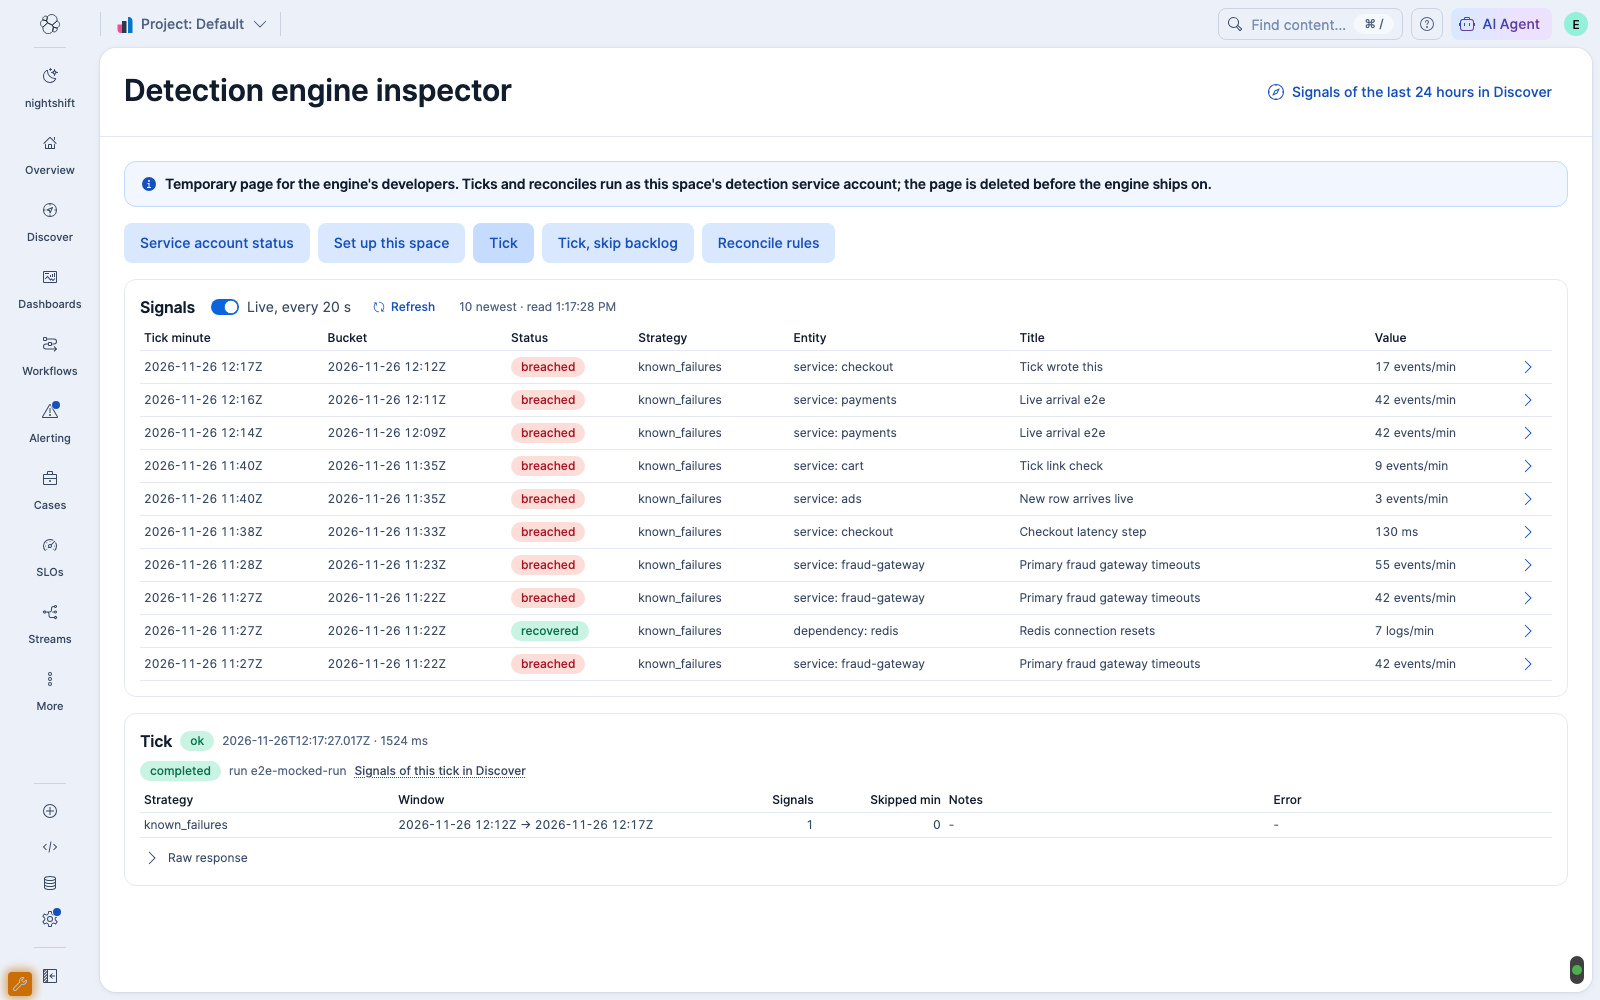 Project: Default
Find content...
⌘ /
AI Agent
E
nightshift
Overview
Discover
Dashboards
Workflows
Alerting
Cases
SLOs
Streams
More
Detection engine inspector
Signals of the last 24 hours in Discover
Temporary page for the engine's developers. Ticks and reconciles run as this space's detection service account; the page is deleted before the engine ships on.
Service account status
Set up this space
Tick
Tick, skip backlog
Reconcile rules
Signals Live, every 20 s Refresh 10 newest · read 1:17:28 PM
Tick minute Bucket Status Strategy Entity Title Value
2026-11-26 12:17Z 2026-11-26 12:12Z breached known_failures service: checkout Tick wrote this 17 events/min
2026-11-26 12:16Z 2026-11-26 12:11Z breached known_failures service: payments Live arrival e2e 42 events/min
2026-11-26 12:14Z 2026-11-26 12:09Z breached known_failures service: payments Live arrival e2e 42 events/min
2026-11-26 11:40Z 2026-11-26 11:35Z breached known_failures service: cart Tick link check 9 events/min
2026-11-26 11:40Z 2026-11-26 11:35Z breached known_failures service: ads New row arrives live 3 events/min
2026-11-26 11:38Z 2026-11-26 11:33Z breached known_failures service: checkout Checkout latency step 130 ms
2026-11-26 11:28Z 2026-11-26 11:23Z breached known_failures service: fraud-gateway Primary fraud gateway timeouts 55 events/min
2026-11-26 11:27Z 2026-11-26 11:22Z breached known_failures service: fraud-gateway Primary fraud gateway timeouts 42 events/min
2026-11-26 11:27Z 2026-11-26 11:22Z recovered known_failures dependency: redis Redis connection resets 7 logs/min
2026-11-26 11:27Z 2026-11-26 11:22Z breached known_failures service: fraud-gateway Primary fraud gateway timeouts 42 events/min
Tick ok 2026-11-26T12:17:27.017Z · 1524 ms
completed run e2e-mocked-run Signals of this tick in Discover
Strategy Window Signals Skipped min Notes Error
known_failures 2026-11-26 12:12Z → 2026-11-26 12:17Z 1 0 - -
Raw response